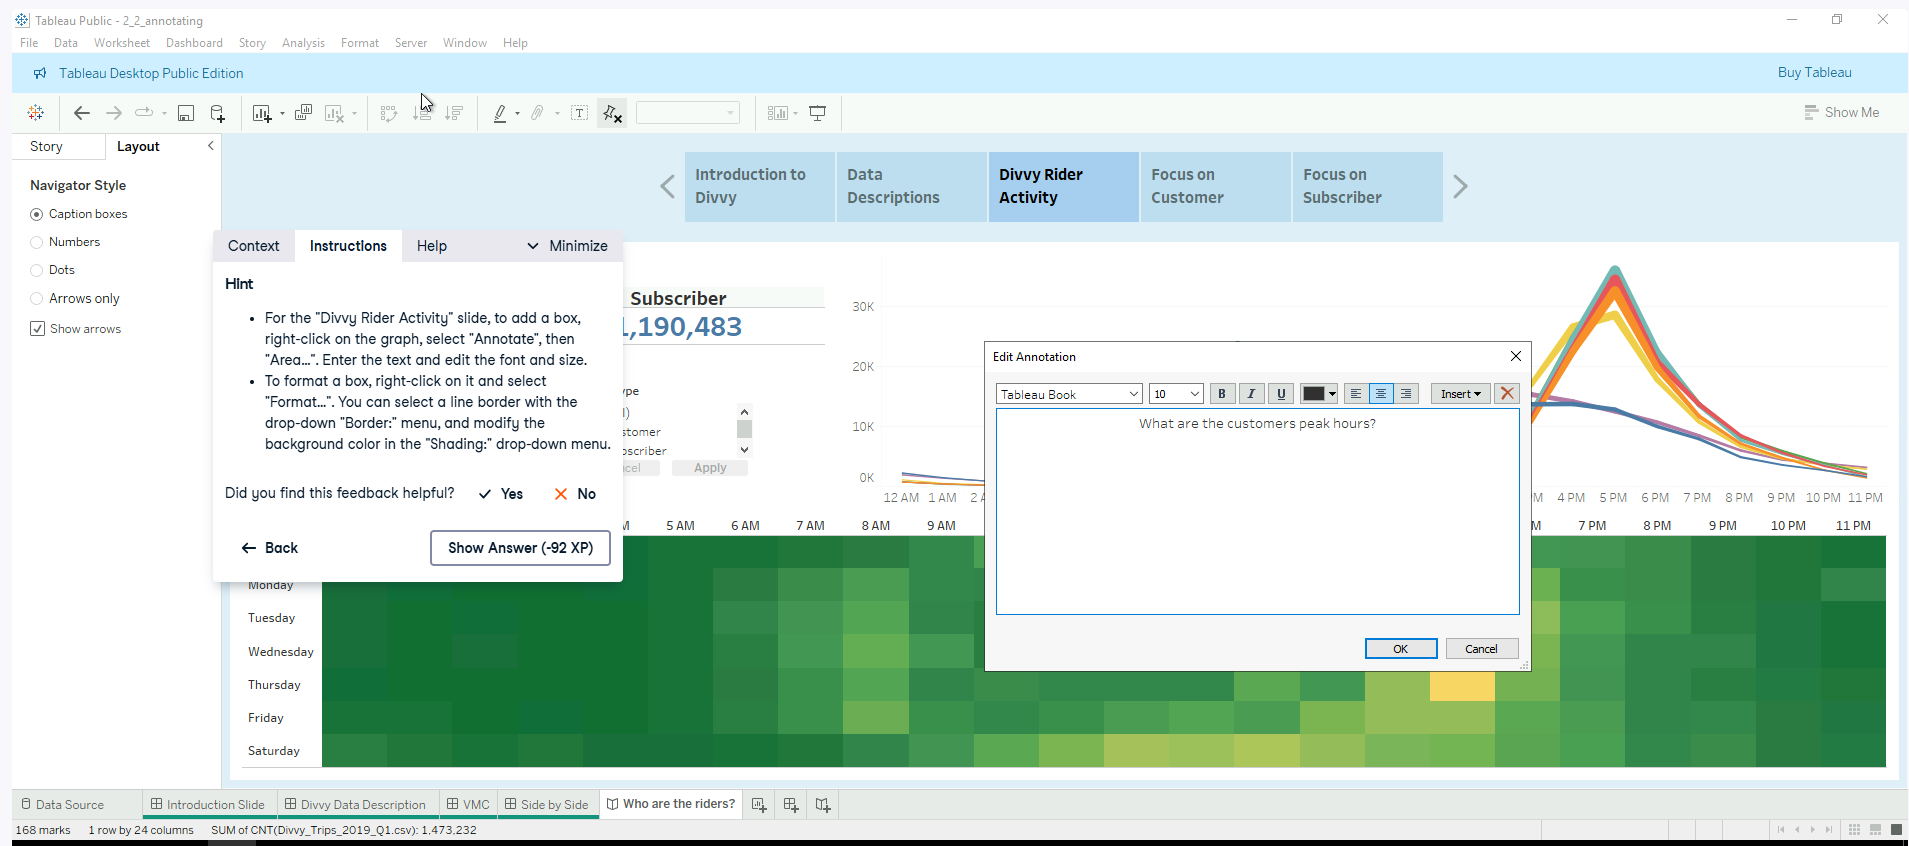 Tableau Public - 2_2_annotating
File Data Worksheet Dashboard Story Analysis Format Server Window Help
Tableau Desktop Public Edition
Buy Tableau
Show Me
Story Layout
Navigator Style
Caption boxes
Numbers
Dots
Arrows only
Show arrows
Introduction to
Divvy
Data
Descriptions
Divvy Rider
Activity
Focus on
Customer
Focus on
Subscriber
Context Instructions Help Minimize
Hint
• For the "Divvy Rider Activity" slide, to add a box,
right-click on the graph, select "Annotate", then
"Area...". Enter the text and edit the font and size.
• To format a box, right-click on it and select
"Format...". You can select a line border with the
drop-down "Border:" menu, and modify the
background color in the "Shading:" drop-down menu.
Did you find this feedback helpful? Yes No
Back Show Answer (-92 XP)
Subscriber
1,190,483
ype
stomer
bscriber
cel Apply
30K
20K
10K
0K
12 AM 1 AM 2 A
M 4 PM 5 PM 6 PM 7 PM 8 PM 9 PM 10 PM 11 PM
M 5 AM 6 AM 7 AM 8 AM 9 AM
M 7 PM 8 PM 9 PM 10 PM 11 PM
Edit Annotation
Tableau Book 10 B I U Insert
What are the customers peak hours?
OK Cancel
Monday
Tuesday
Wednesday
Thursday
Friday
Saturday
Data Source Introduction Slide Divvy Data Description VMC Side by Side Who are the riders?
168 marks 1 row by 24 columns SUM of CNT(Divvy_Trips_2019_Q1.csv): 1,473,232